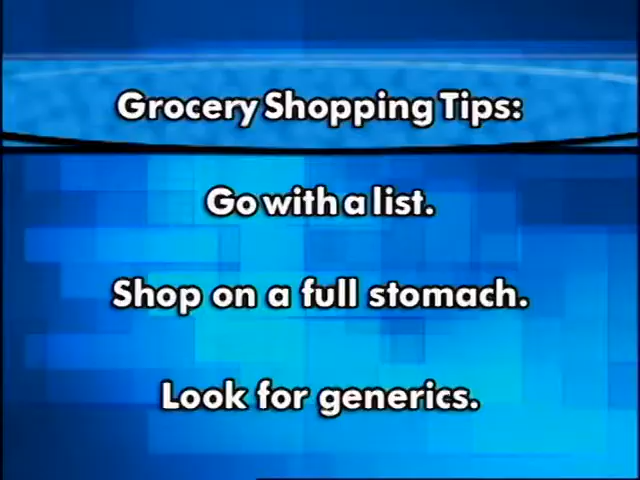 Grocery Shopping Tips:
Go with a list.
Shop on a full stomach.
Look for generics.